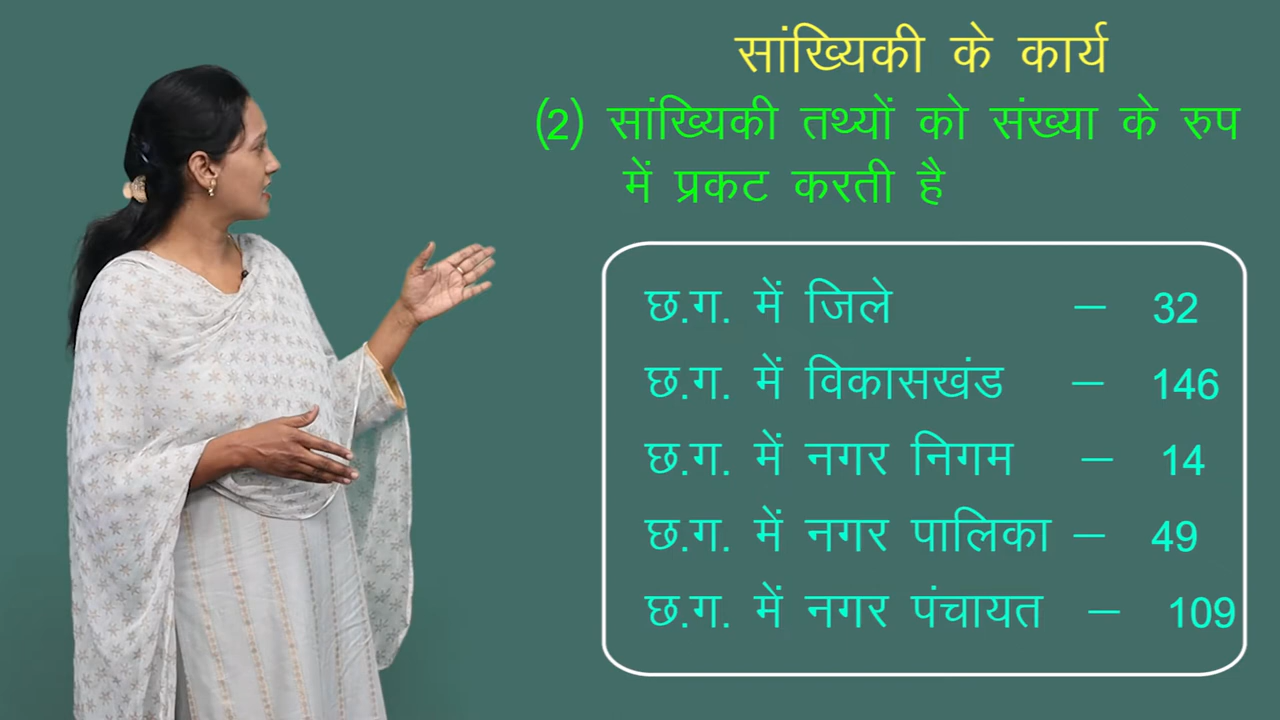 सांख्यिकी के कार्य
(2) सांख्यिकी तथ्यों को संख्या के रुप
में प्रकट करती है
छ.ग. में जिले – 32
छ.ग. में विकासखंड – 146
छ.ग. में नगर निगम – 14
छ.ग. में नगर पालिका – 49
छ.ग. में नगर पंचायत – 109